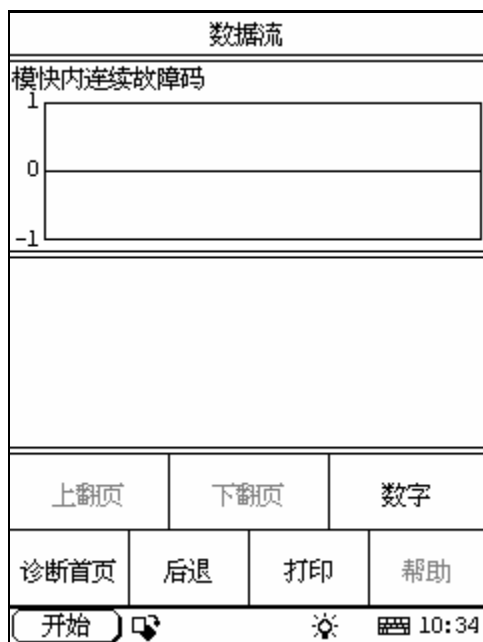 数据流
模快内连续故障码
1
0
-1
上翻页 下翻页 数字
诊断首页 后退 打印 帮助
开始 10:34